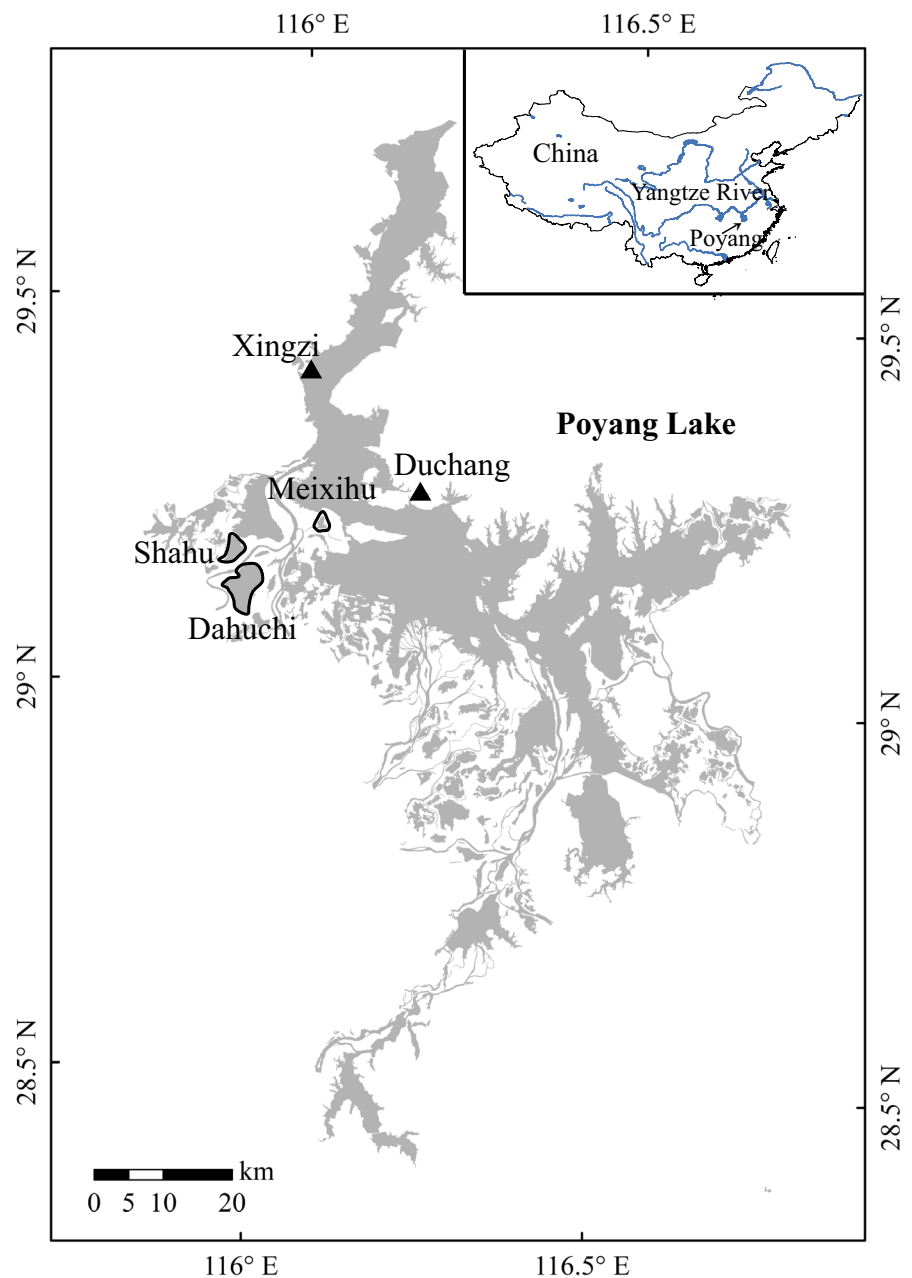 116° E
116.5° E
China
Yangtze River
Poyang
29.5° N
29.5° N
Xingzi
Poyang Lake
Duchang
Meixihu
Shahu
Dahuchi
29° N
29° N
28.5° N
28.5° N
km
0 5 10 20
116° E
116.5° E